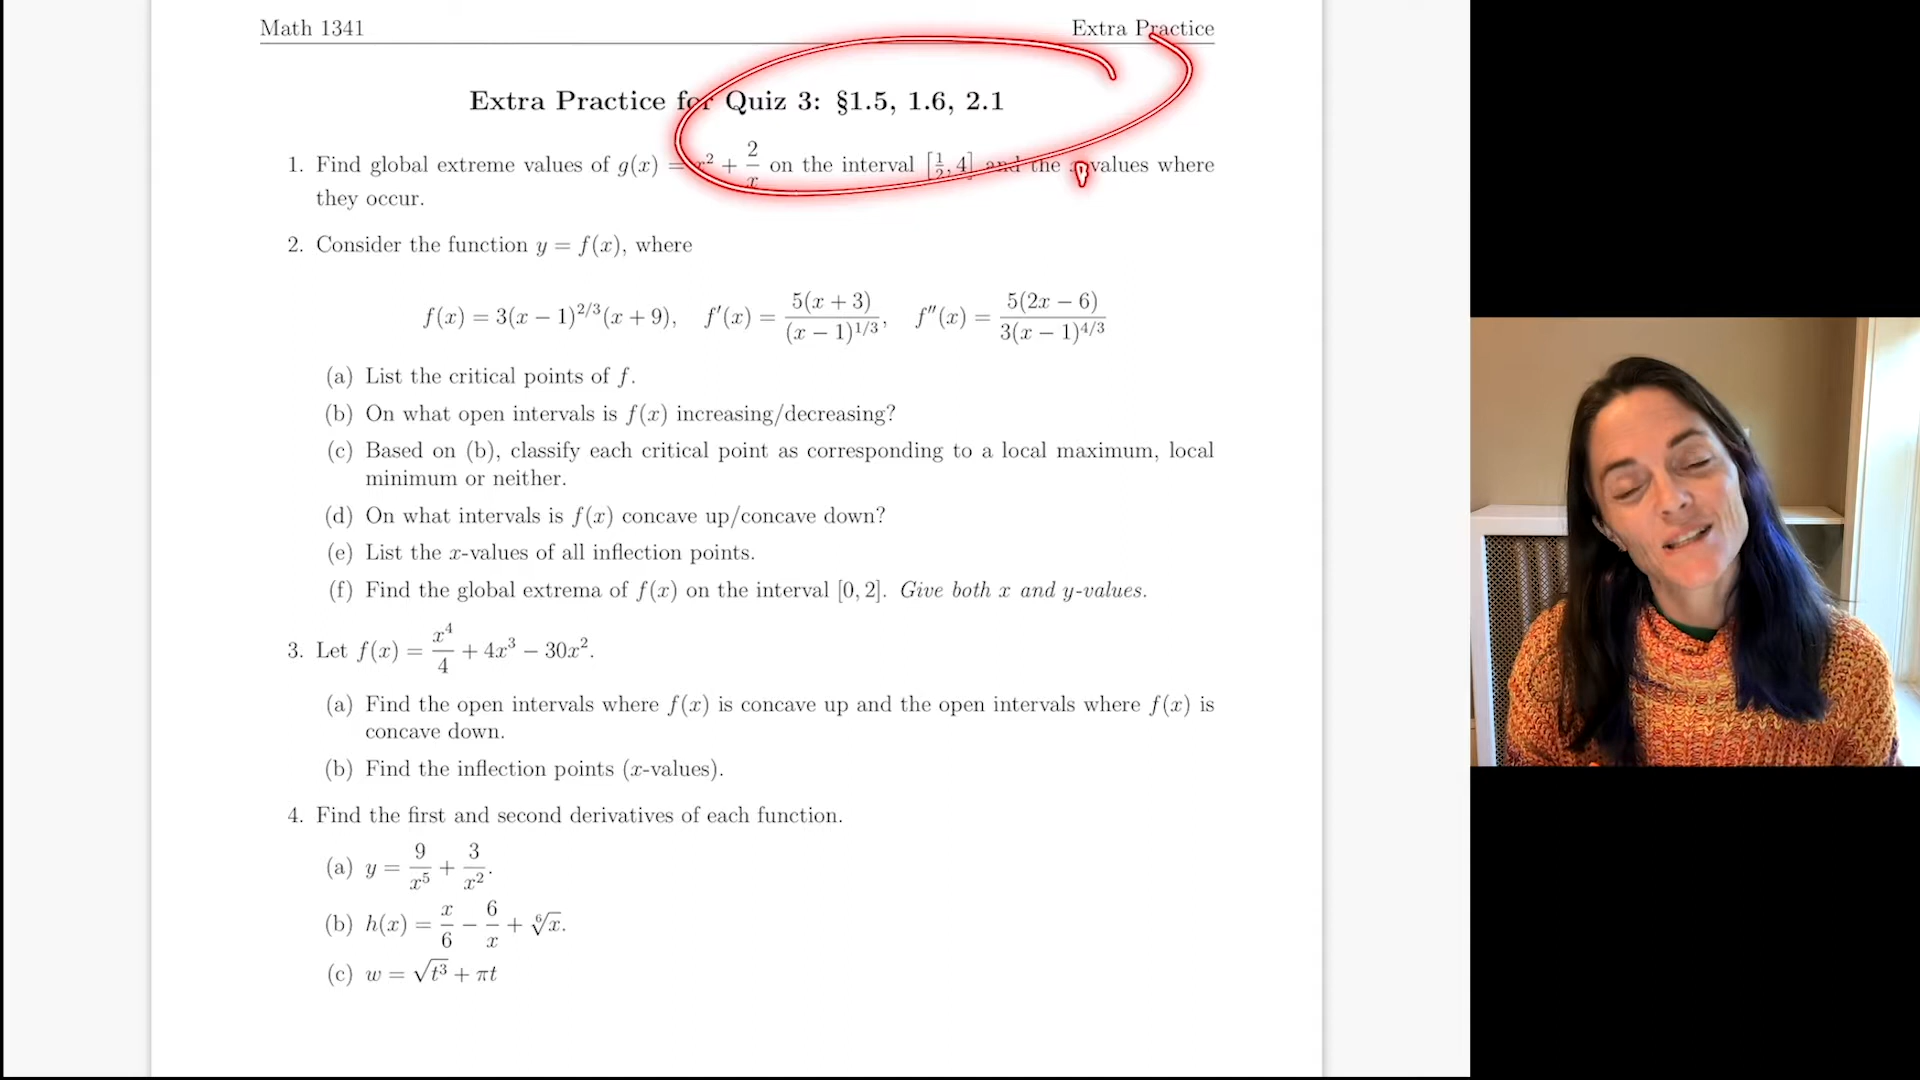 Math 1341 Extra Practice
Extra Practice for Quiz 3: §1.5, 1.6, 2.1
1. Find global extreme values of g(x) = x² + 2/x on the interval [1/2, 4] and the x-values where
they occur.
2. Consider the function y = f(x), where
f(x) = 3(x − 1)^{2/3}(x + 9), f′(x) = 5(x + 3)/(x − 1)^{1/3}, f″(x) = 5(2x − 6)/3(x − 1)^{4/3}
(a) List the critical points of f.
(b) On what open intervals is f(x) increasing/decreasing?
(c) Based on (b), classify each critical point as corresponding to a local maximum, local
minimum or neither.
(d) On what intervals is f(x) concave up/concave down?
(e) List the x-values of all inflection points.
(f) Find the global extrema of f(x) on the interval [0, 2]. Give both x and y-values.
3. Let f(x) = x⁴/4 + 4x³ − 30x².
(a) Find the open intervals where f(x) is concave up and the open intervals where f(x) is
concave down.
(b) Find the inflection points (x-values).
4. Find the first and second derivatives of each function.
(a) y = 9/x⁵ + 3/x².
(b) h(x) = x/6 − 6/x + ⁶√x.
(c) w = √t³ + πt